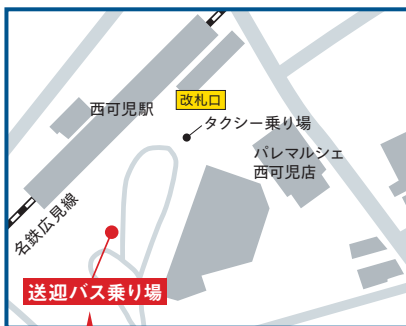 西可児駅
改札口
タクシー乗り場
パレマルシェ
西可児店
名鉄広見線
送迎バス乗り場